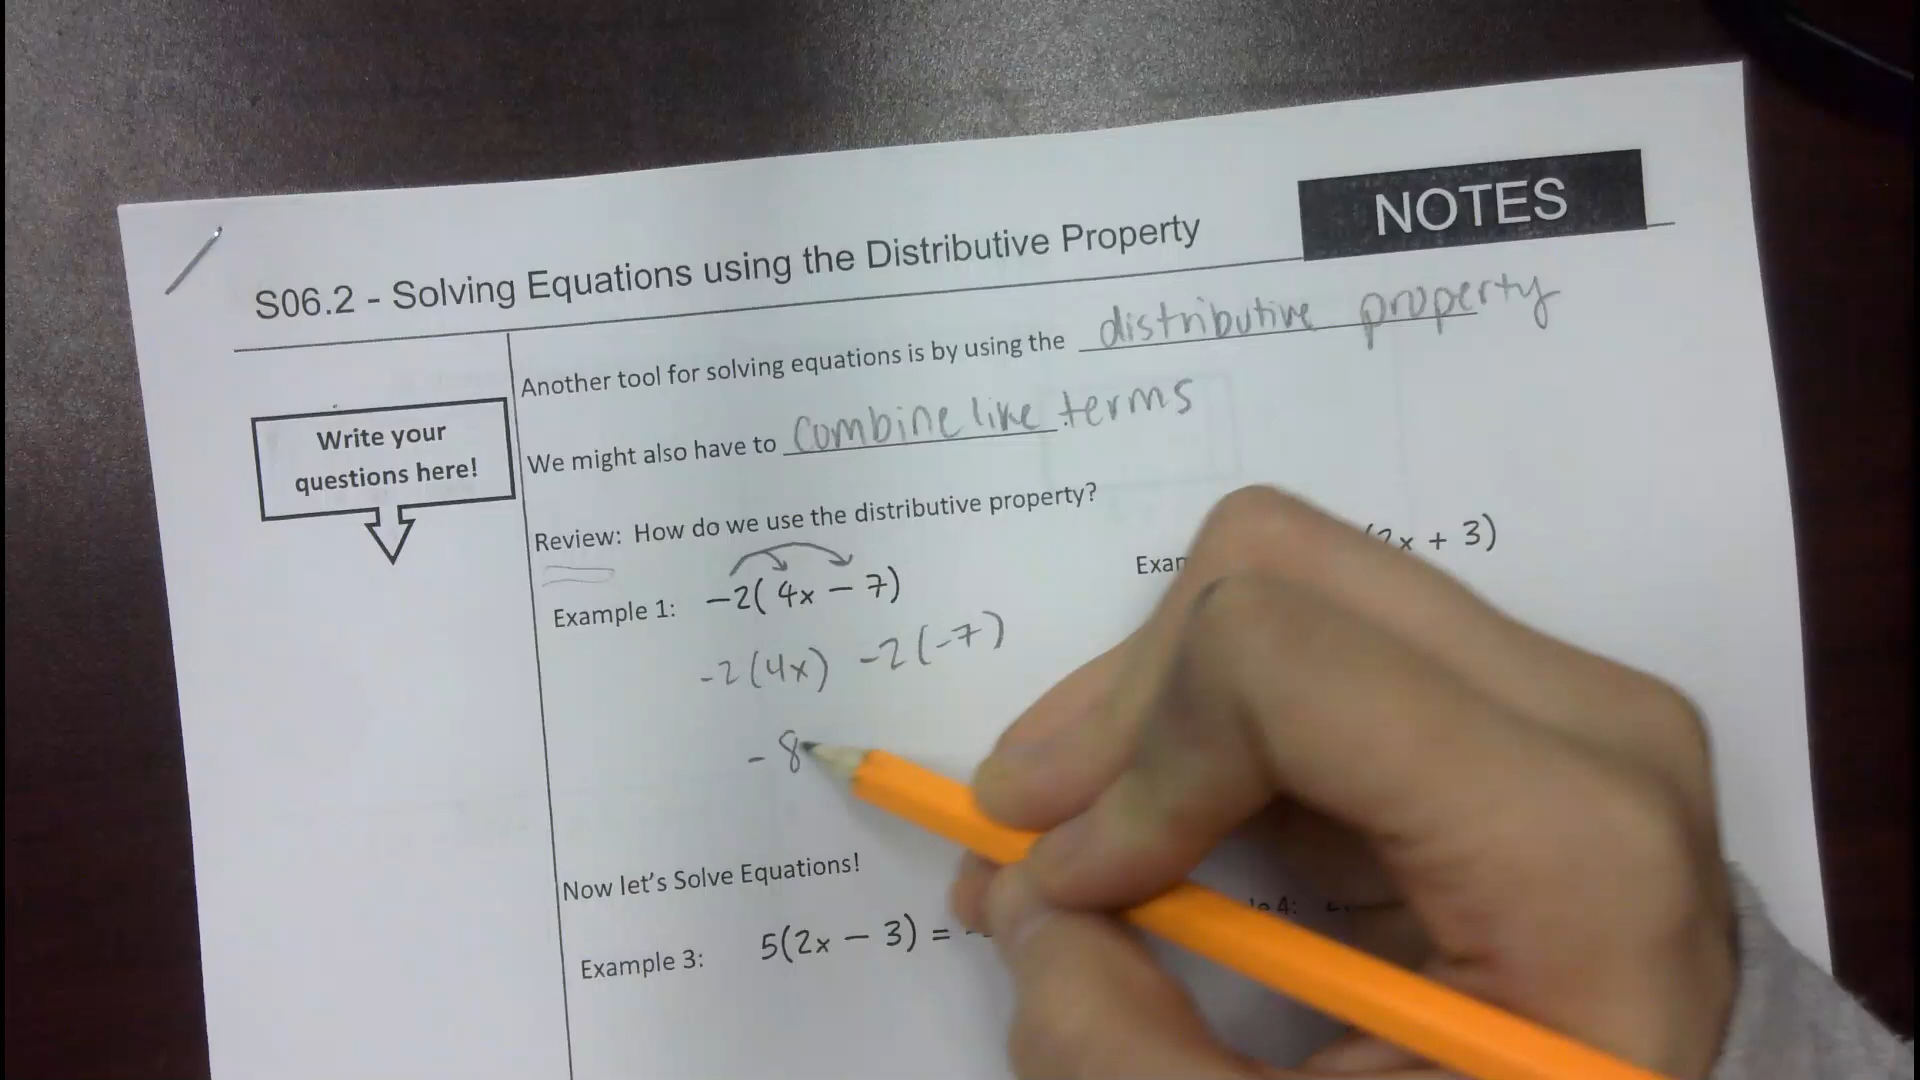 NOTES
S06.2 - Solving Equations using the Distributive Property
Another tool for solving equations is by using the distributive property
We might also have to combine like terms.
Write your
questions here!
Review: How do we use the distributive property?
Example 1: −2( 4x − 7)
x + 3)
-2(4x) -2(-7)
- 8
Now let's Solve Equations!
Example 3: 5(2x − 3) =
4: